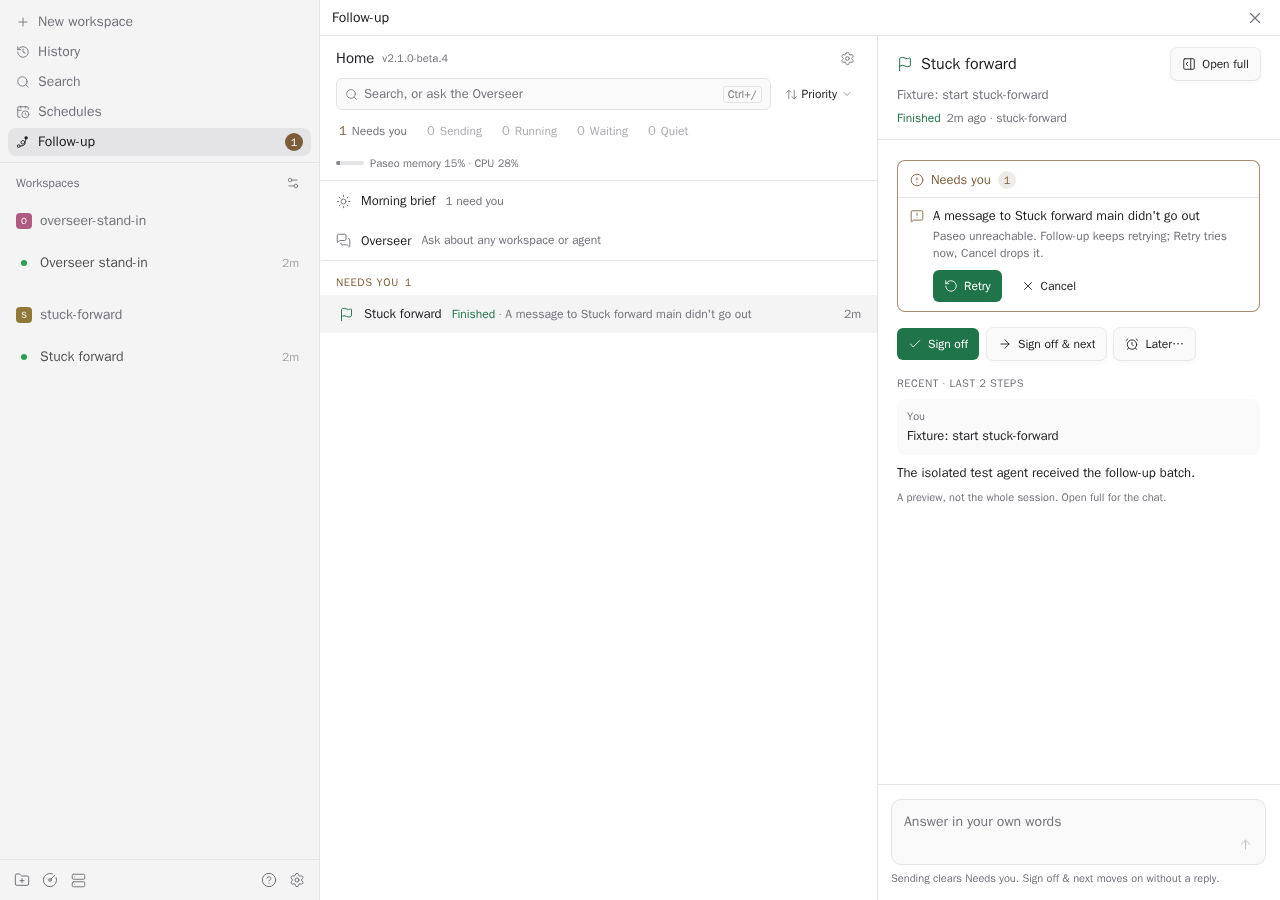 New workspace
History
Search
Schedules
Follow-up 1
Workspaces
O overseer-stand-in
Overseer stand-in 2m
S stuck-forward
Stuck forward 2m
Follow-up
Home v2.1.0-beta.4
Search, or ask the Overseer Ctrl+/
Priority
1 Needs you 0 Sending 0 Running 0 Waiting 0 Quiet
Paseo memory 15% · CPU 28%
Morning brief 1 need you
Overseer Ask about any workspace or agent
NEEDS YOU 1
Stuck forward Finished · A message to Stuck forward main didn't go out 2m
Stuck forward
Open full
Fixture: start stuck-forward
Finished 2m ago · stuck-forward
Needs you 1
A message to Stuck forward main didn't go out
Paseo unreachable. Follow-up keeps retrying; Retry tries
now, Cancel drops it.
Retry Cancel
Sign off Sign off & next Later···
RECENT · LAST 2 STEPS
You
Fixture: start stuck-forward
The isolated test agent received the follow-up batch.
A preview, not the whole session. Open full for the chat.
Answer in your own words
Sending clears Needs you. Sign off & next moves on without a reply.